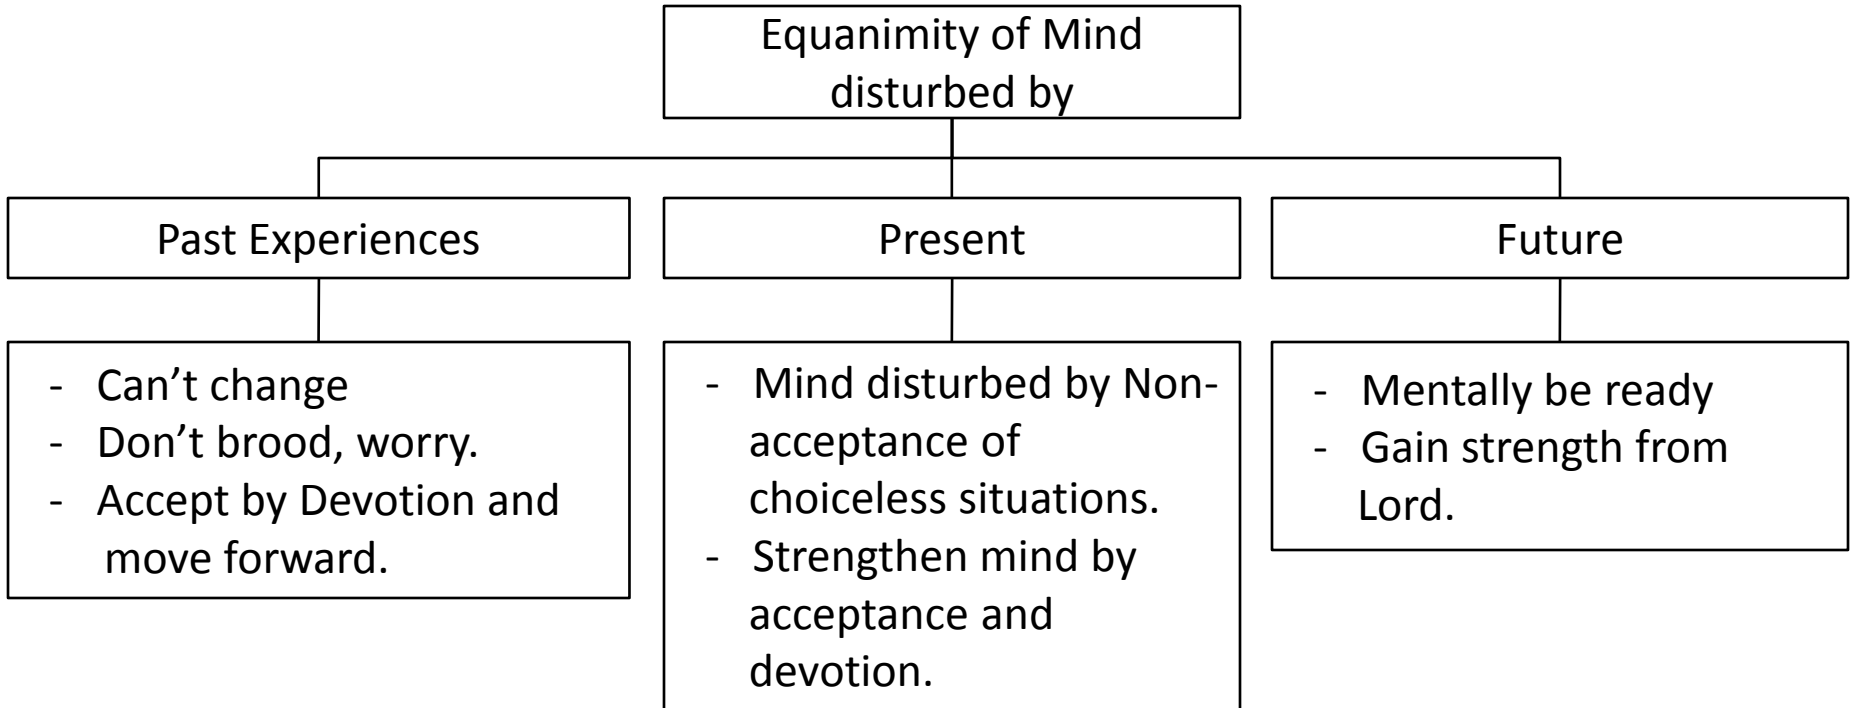 Equanimity of Mind
disturbed by
Past Experiences
Present
Future
- Can’t change
- Don’t brood, worry.
- Accept by Devotion and
move forward.
- Mind disturbed by Non-
acceptance of
choiceless situations.
- Strengthen mind by
acceptance and
devotion.
- Mentally be ready
- Gain strength from
Lord.